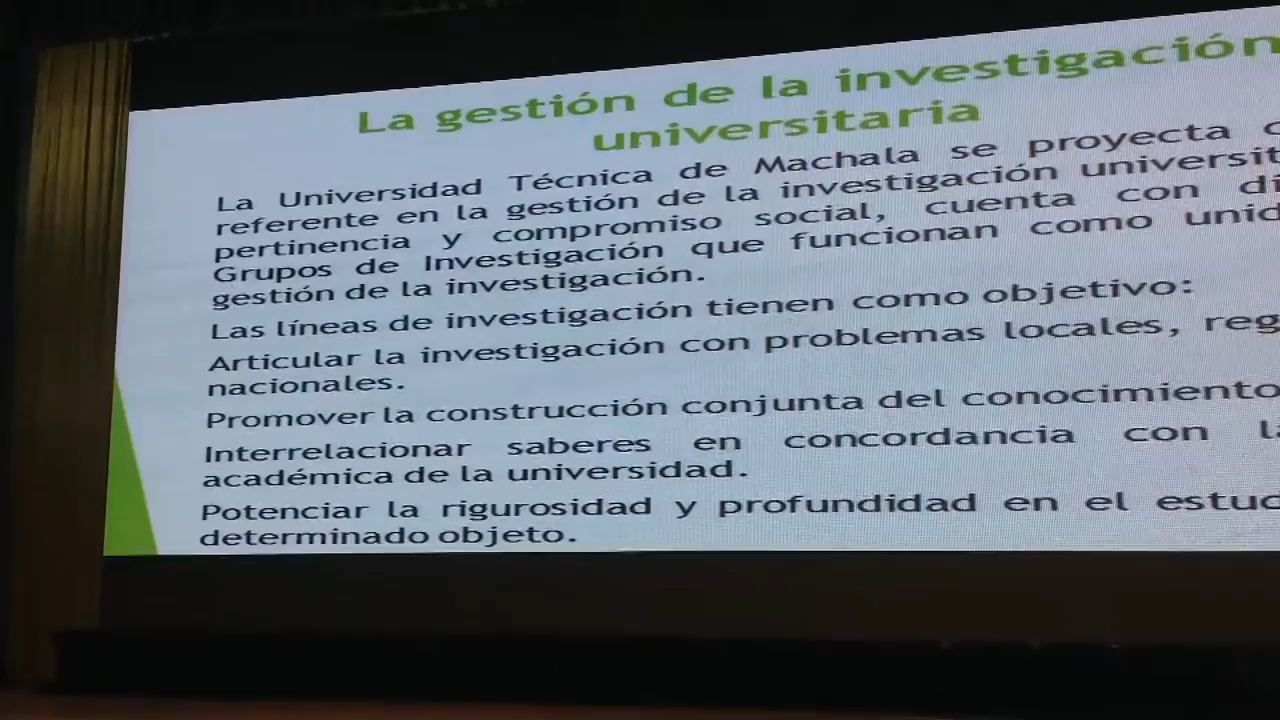 La gestión de la investigación
universitaria
La Universidad Técnica de Machala se proyecta
referente en la gestión de la investigación
pertinencia y compromiso social, cuenta con
Grupos de Investigación que funcionan como
gestión de la investigación.
Las líneas de investigación tienen como objetivo:
Articular la investigación con problemas locales,
nacionales.
Promover la construcción conjunta del conocimiento
Interrelacionar saberes en concordancia con
académica de la universidad.
Potenciar la rigurosidad y profundidad en el
determinado objeto.